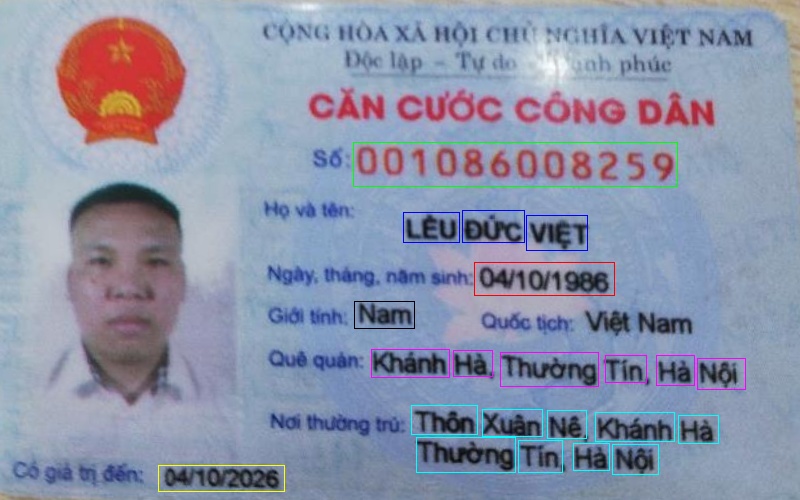 CỘNG HÒA XÃ HỘI CHỦ NGHĨA VIỆT NAM
Độc lập - Tự do - Hạnh phúc
CĂN CƯỚC CÔNG DÂN
Số: 001086008259
Họ và tên:
LÊU ĐỨC VIỆT
Ngày, tháng, năm sinh: 04/10/1986
Giới tính: Nam Quốc tịch: Việt Nam
Quê quán: Khánh Hà, Thường Tín, Hà Nội
Nơi thường trú: Thôn Xuân Nê, Khánh Hà
Thường Tín, Hà Nội
Có giá trị đến: 04/10/2026